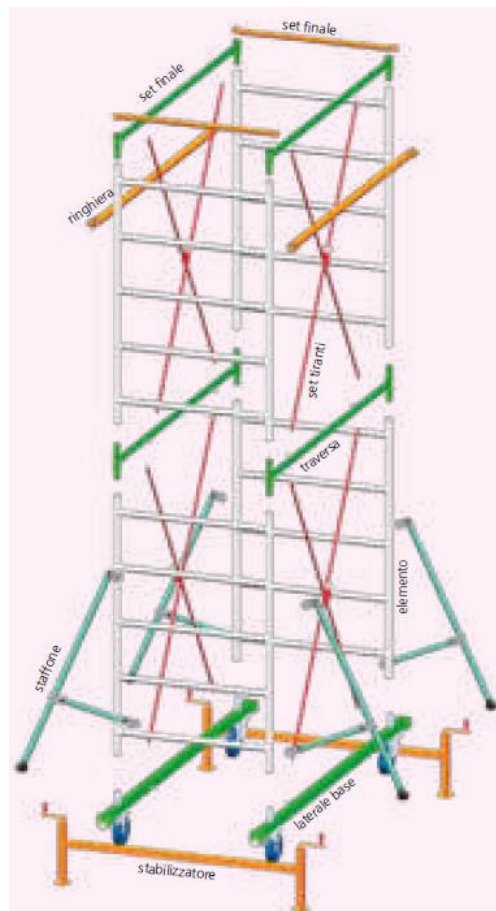 set finale
set finale
ringhiera
set tiranti
traversa
elemento
staffone
laterale base
stabilizzatore